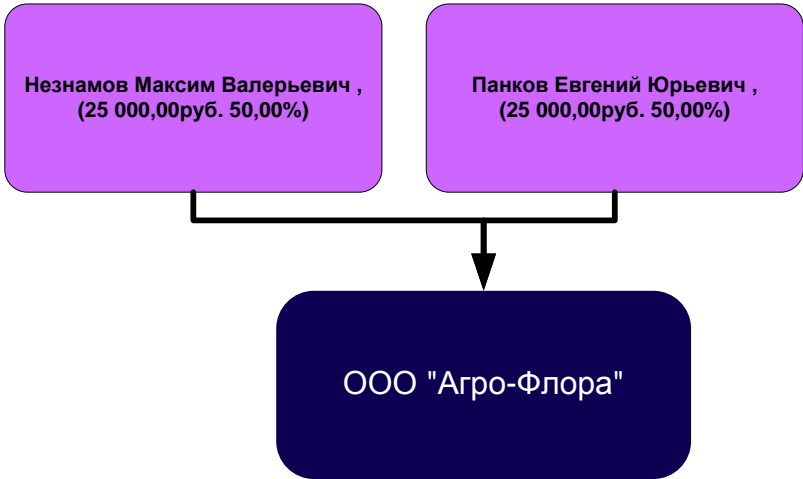 Незнамов Максим Валерьевич ,
(25 000,00руб. 50,00%)
Панков Евгений Юрьевич ,
(25 000,00руб. 50,00%)
ООО "Агро-Флора"